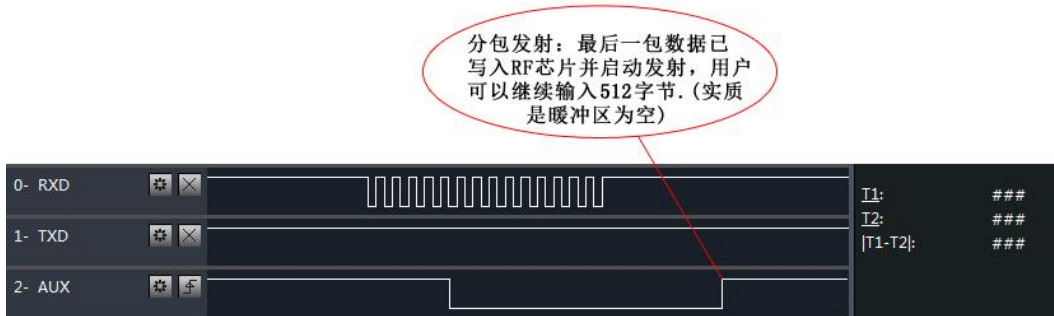 分包发射：最后一包数据已
写入RF芯片并启动发射，用户
可以继续输入512字节.(实质
是暖冲区为空)
0- RXD
T1: ###
1- TXD
T2: ###
|T1-T2|: ###
2- AUX